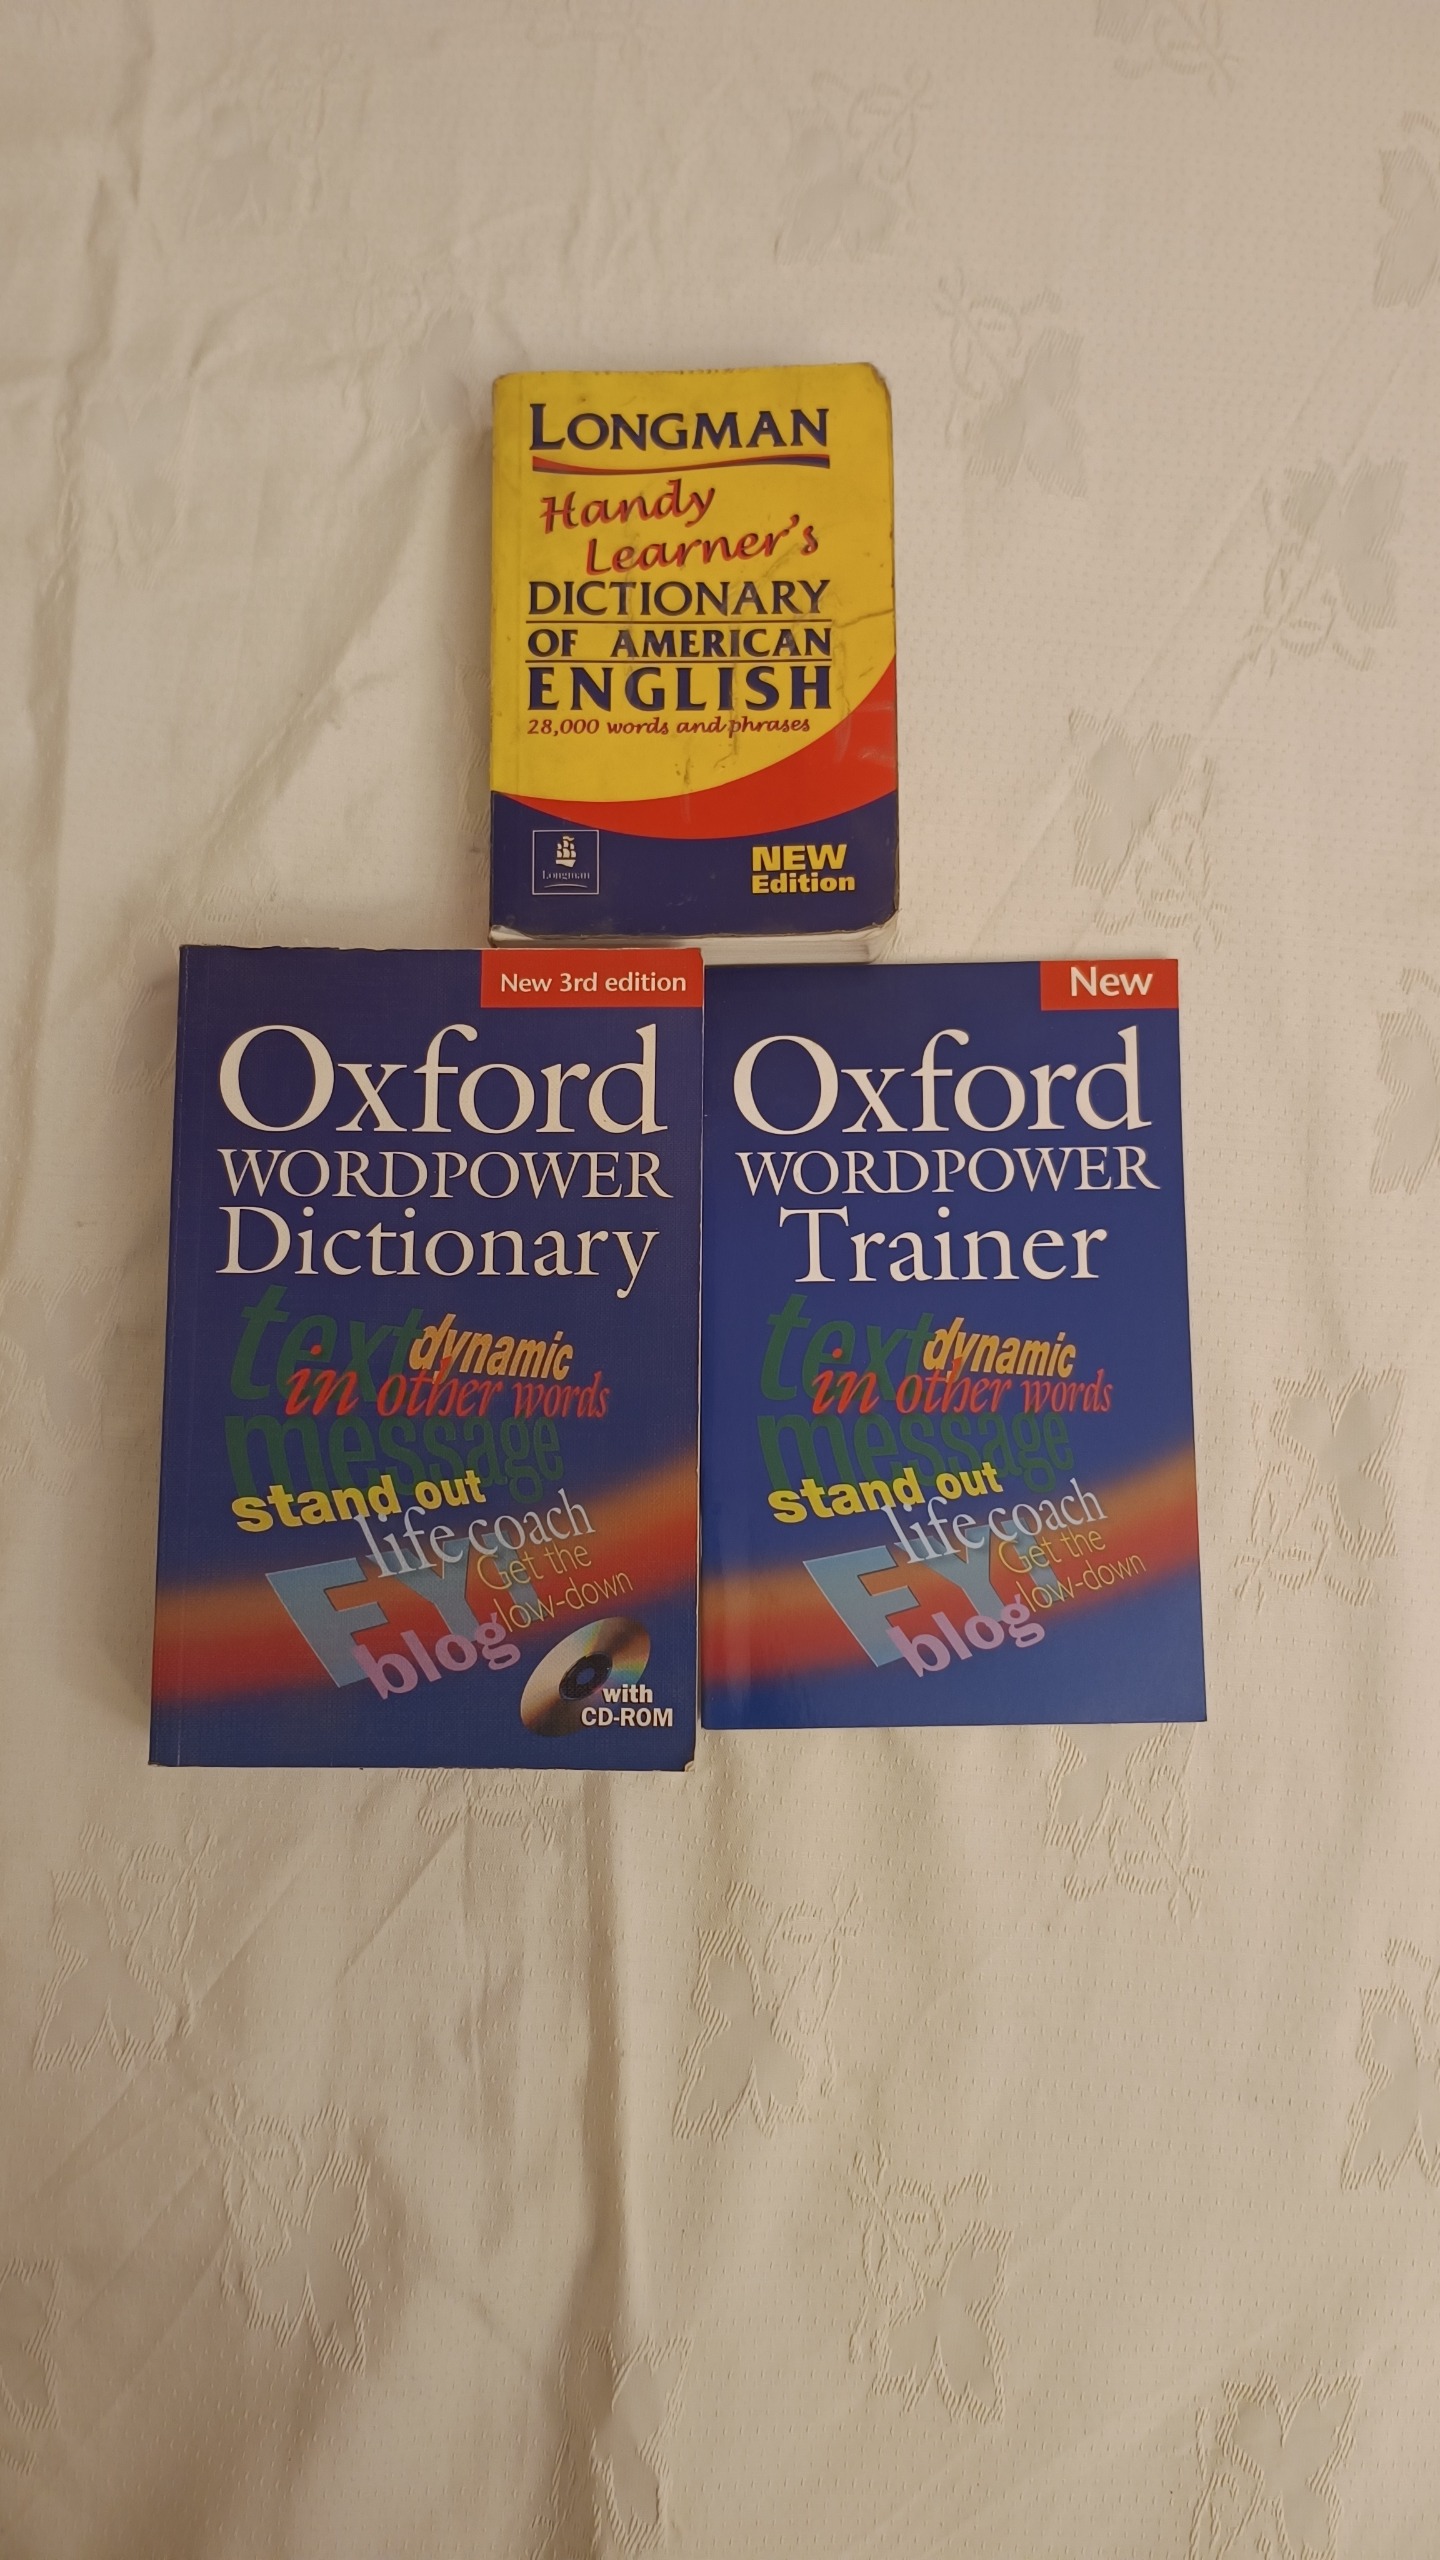 LONGMAN
Handy
Learner's
DICTIONARY
OF AMERICAN
ENGLISH
28,000 words and phrases
Longman
NEW
Edition
New 3rd edition
Oxford
WORDPOWER
Dictionary
text
dynamic
in other words
message
stand out
life coach
FYI
Get the
low-down
blog
with
CD-ROM
New
Oxford
WORDPOWER
Trainer
text
dynamic
in other words
message
stand out
life coach
FYI
Get the
low-down
blog